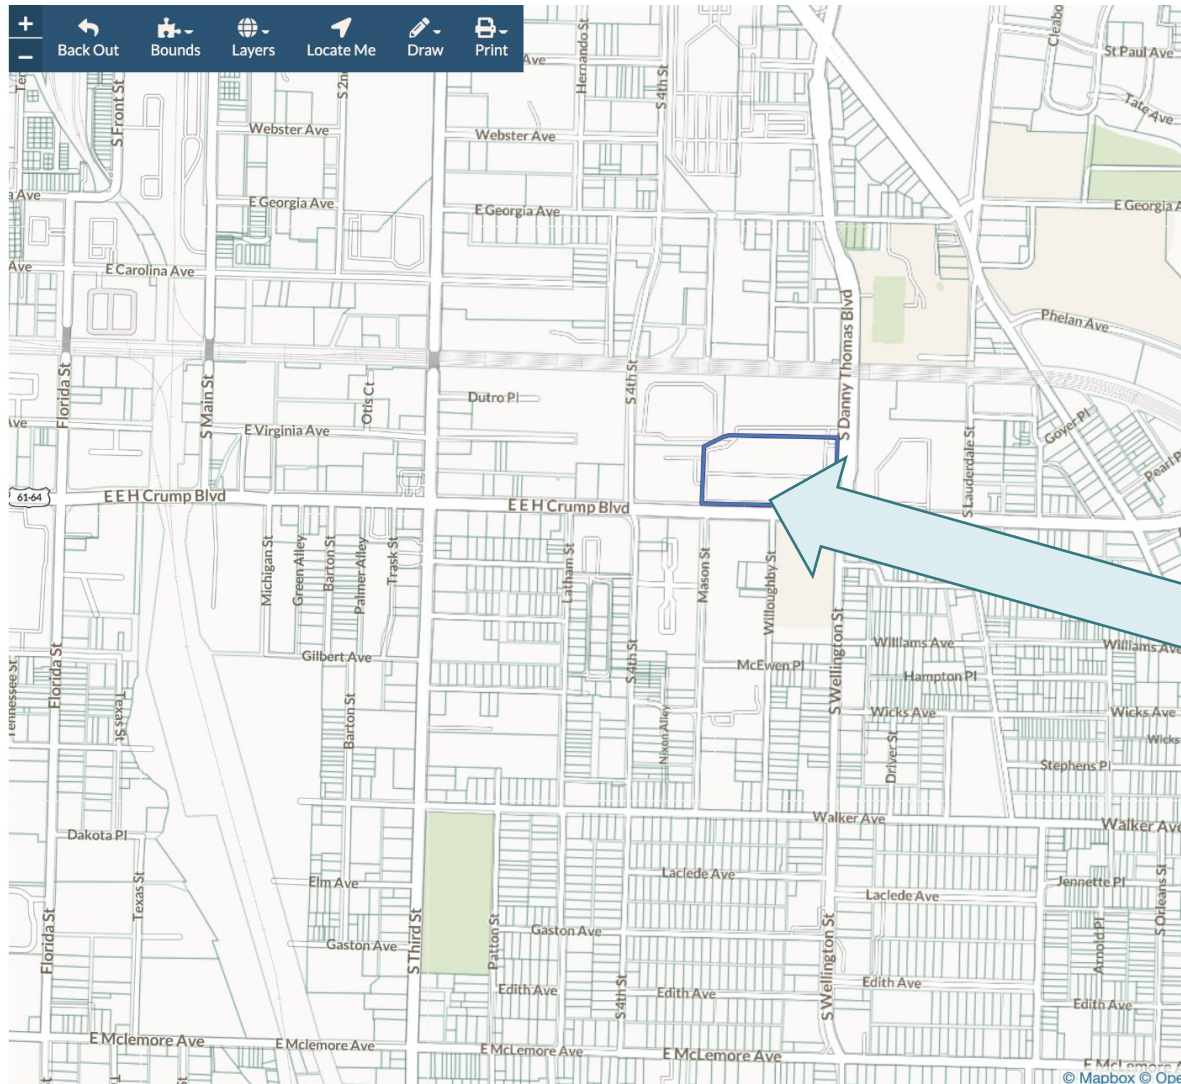 +
−
Back Out
Bounds
Layers
Locate Me
Draw
Print
Ave
Hernando St
S 4th St
St Paul Ave
Tate Ave
S Front St
Webster Ave
Webster Ave
a Ave
E Georgia Ave
E Georgia Ave
E Georgia A
Ave
E Carolina Ave
S Danny Thomas Blvd
Phelan Ave
Florida St
S Main St
Otis Ct
S 4th St
Dutro Pl
Goyer Pl
E Virginia Ave
S Lauderdale St
61-64
E E H Crump Blvd
E E H Crump Blvd
Michigan St
Green Alley
Barton St
Palmer Alley
Trask St
Latham St
Mason St
Willoughby St
Gilbert Ave
Williams Ave
Williams Ave
McEwen Pl
Hampton Pl
S Wellington St
Tennessee St
Florida St
Texas St
Barton St
S 4th St
Nixon Alley
Wicks Ave
Wicks Ave
Wicks
Driver St
Stephens Pl
Walker Ave
Walker Ave
Dakota Pl
Texas St
Elm Ave
Laclede Ave
Laclede Ave
Jennette Pl
S Orleans St
Arnold Pl
Florida St
Gaston Ave
S Third St
Patton St
Gaston Ave
S 4th St
S Wellington St
Edith Ave
Edith Ave
Edith Ave
Edith Ave
E Mclemore Ave
E Mclemore Ave
E McLemore Ave
E McLemore Ave
E McLemore A
© Mapbox © Ope